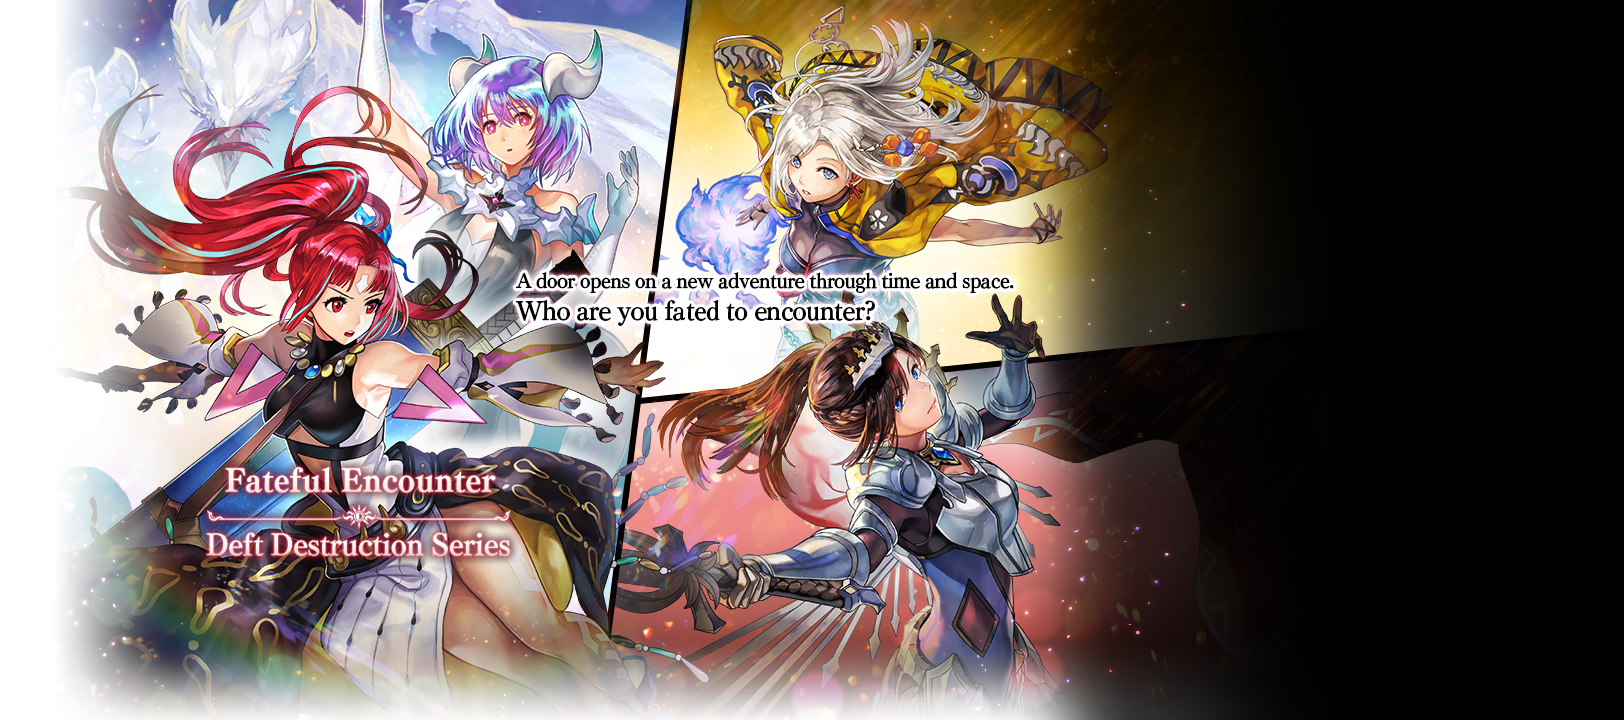 A door opens on a new adventure through time and space.
Who are you fated to encounter?
Fateful Encounter
Deft Destruction Series